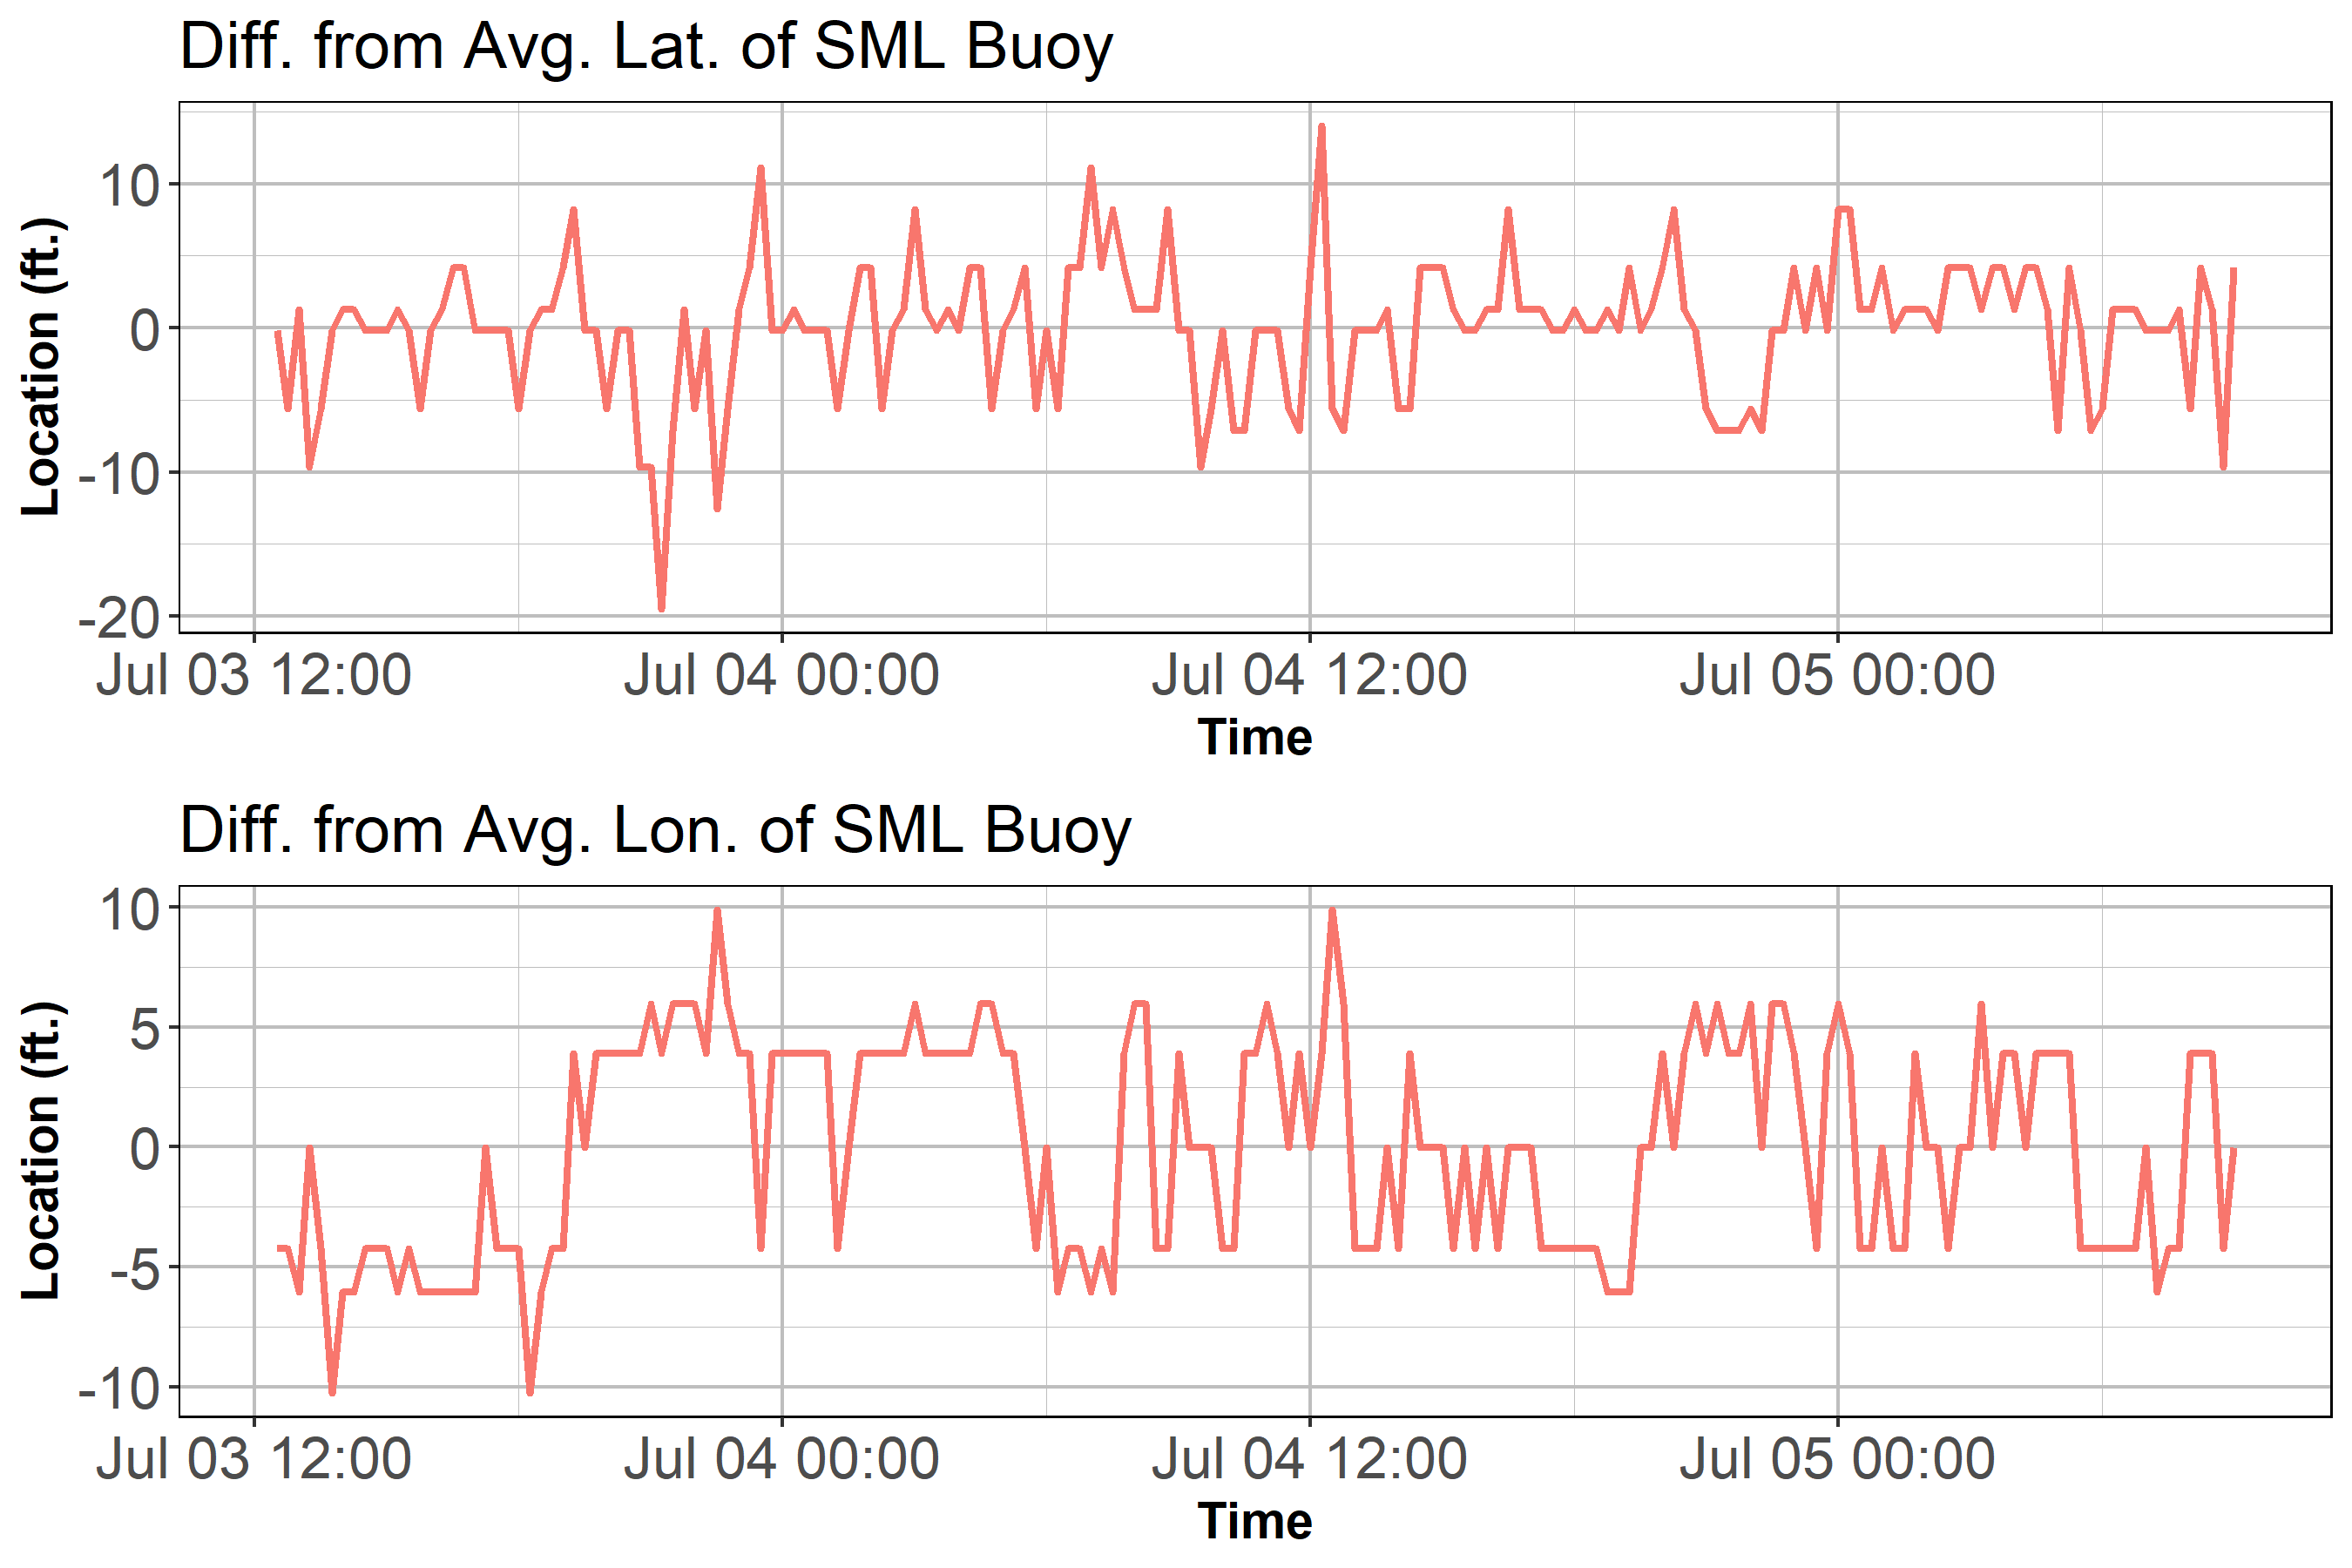 Diff. from Avg. Lat. of SML Buoy
Location (ft.)
10
0
-10
-20
Jul 03 12:00 Jul 04 00:00 Jul 04 12:00 Jul 05 00:00
Time
Diff. from Avg. Lon. of SML Buoy
Location (ft.)
10
5
0
-5
-10
Jul 03 12:00 Jul 04 00:00 Jul 04 12:00 Jul 05 00:00
Time